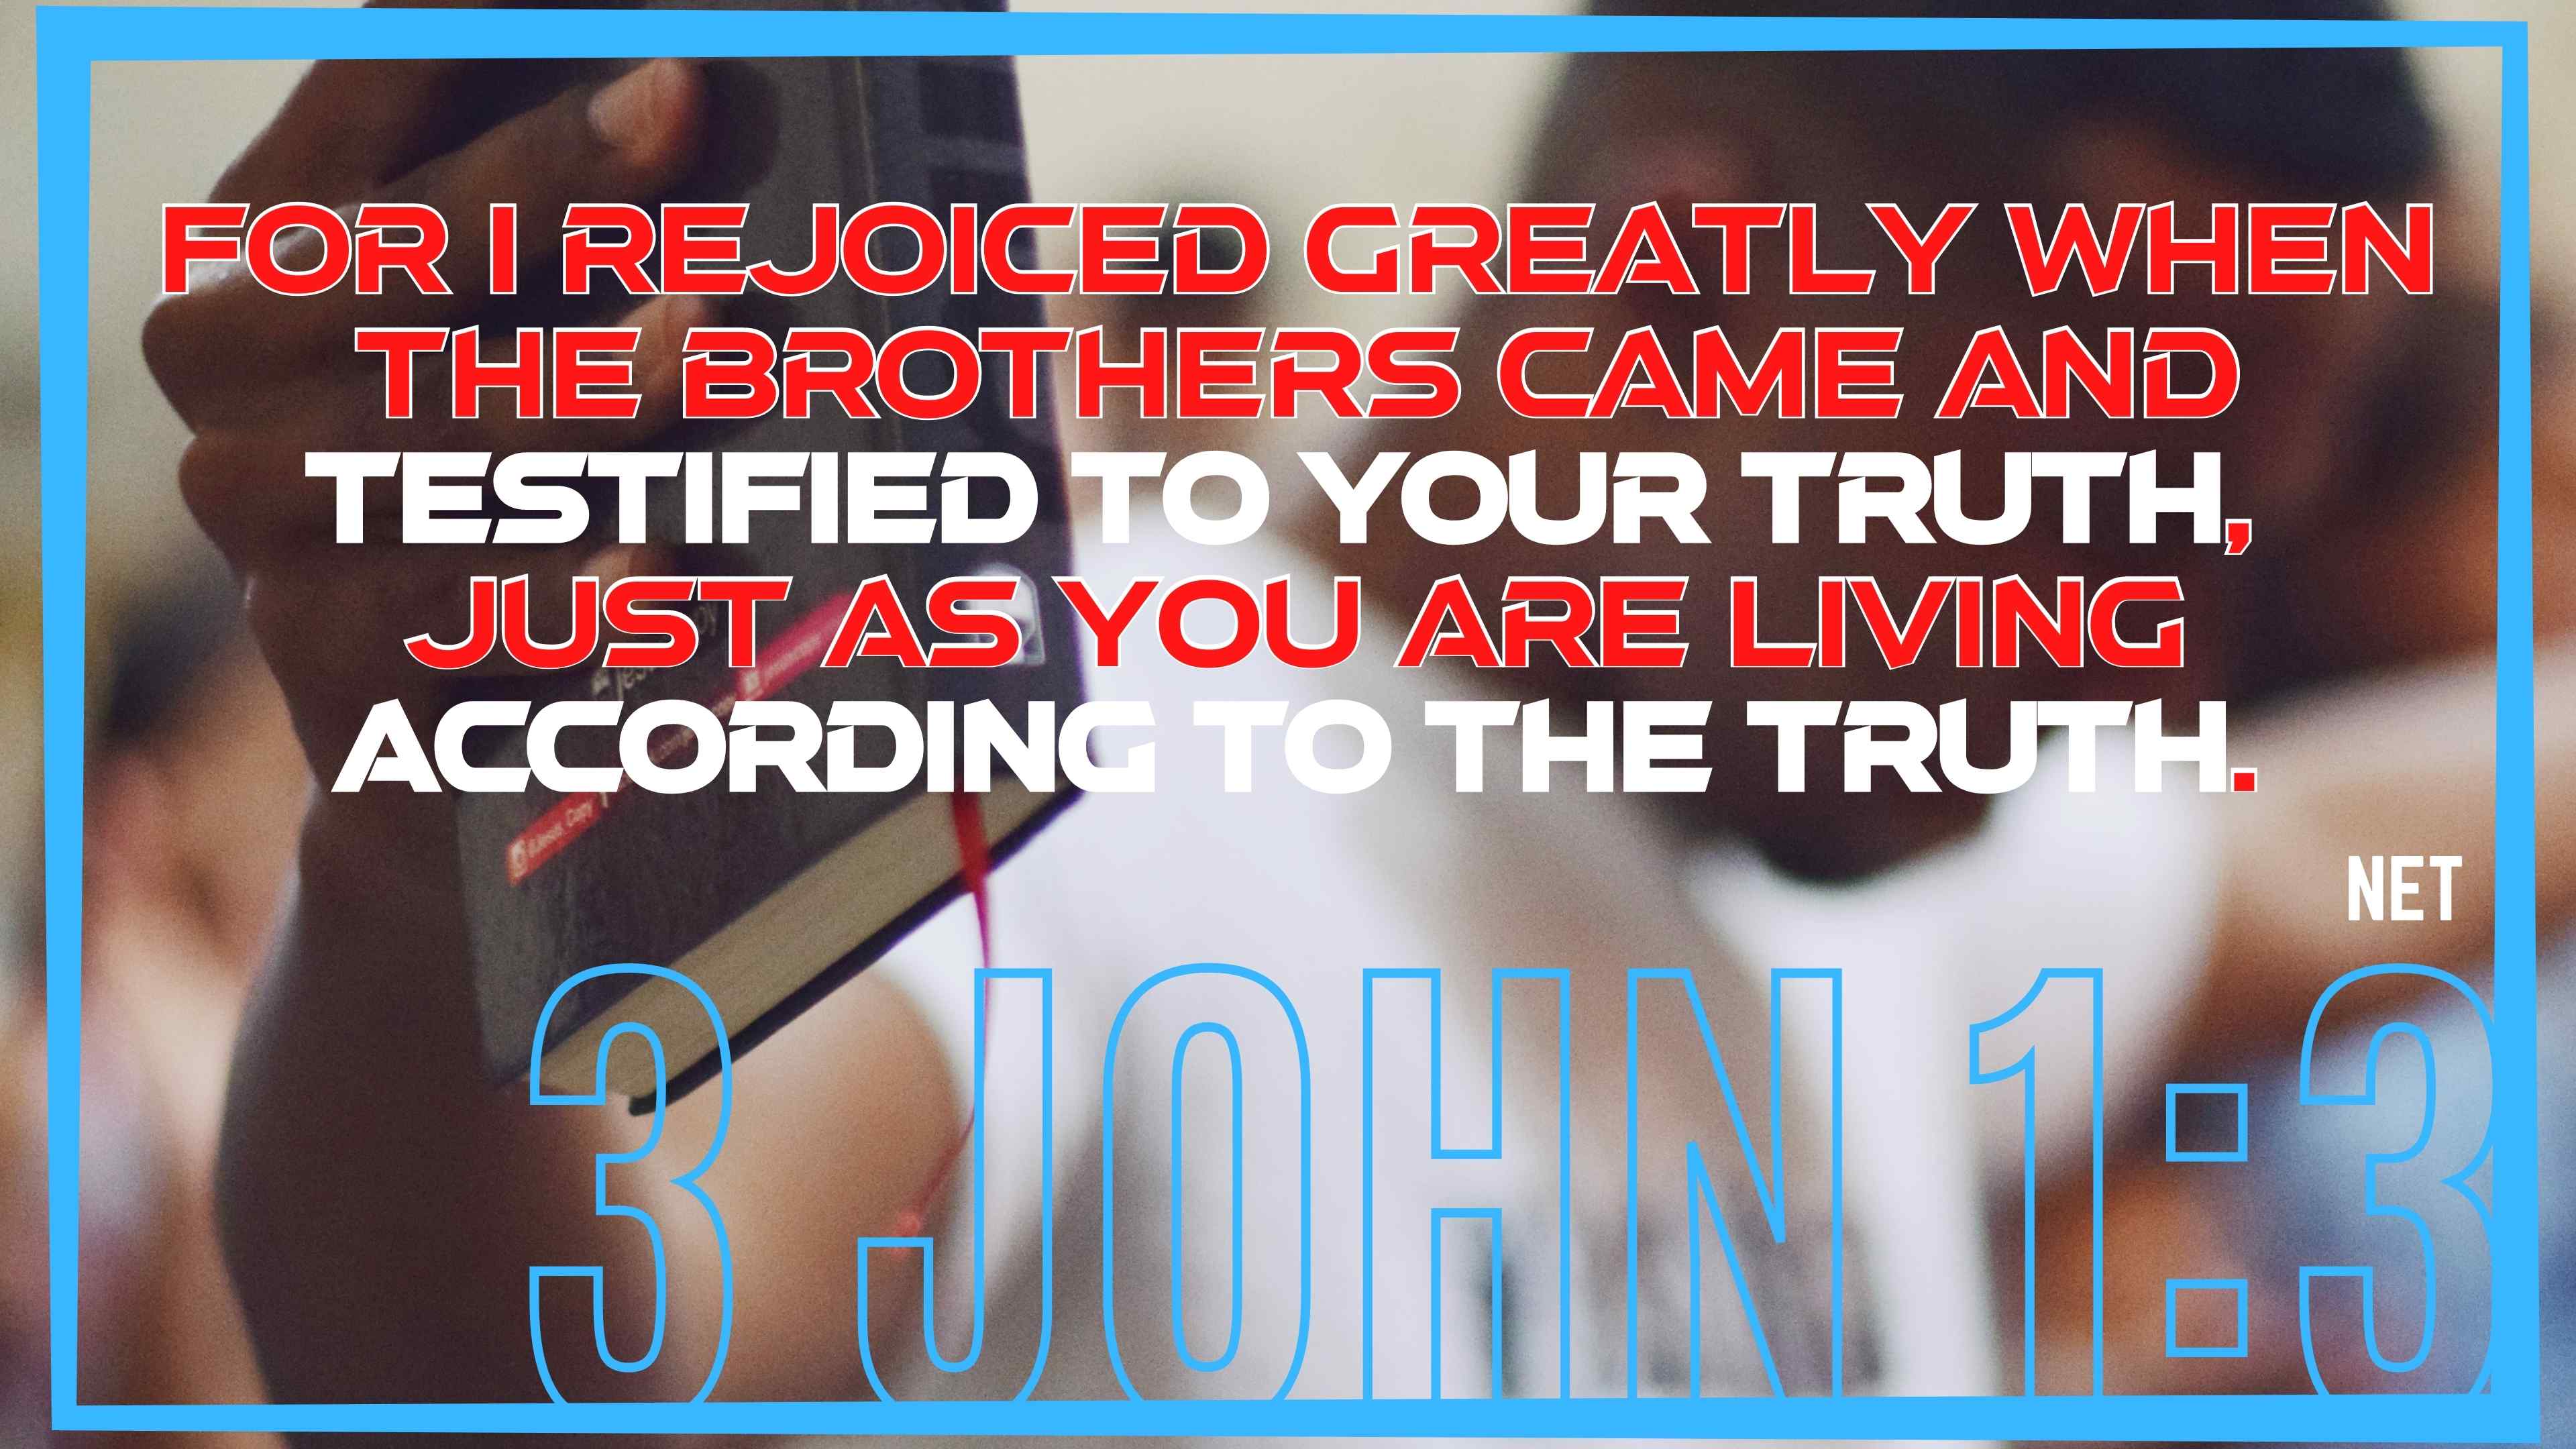 FOR I REJOICED GREATLY WHEN
THE BROTHERS CAME AND
TESTIFIED TO YOUR TRUTH,
JUST AS YOU ARE LIVING
ACCORDING TO THE TRUTH.
NET
3 JOHN 1:3